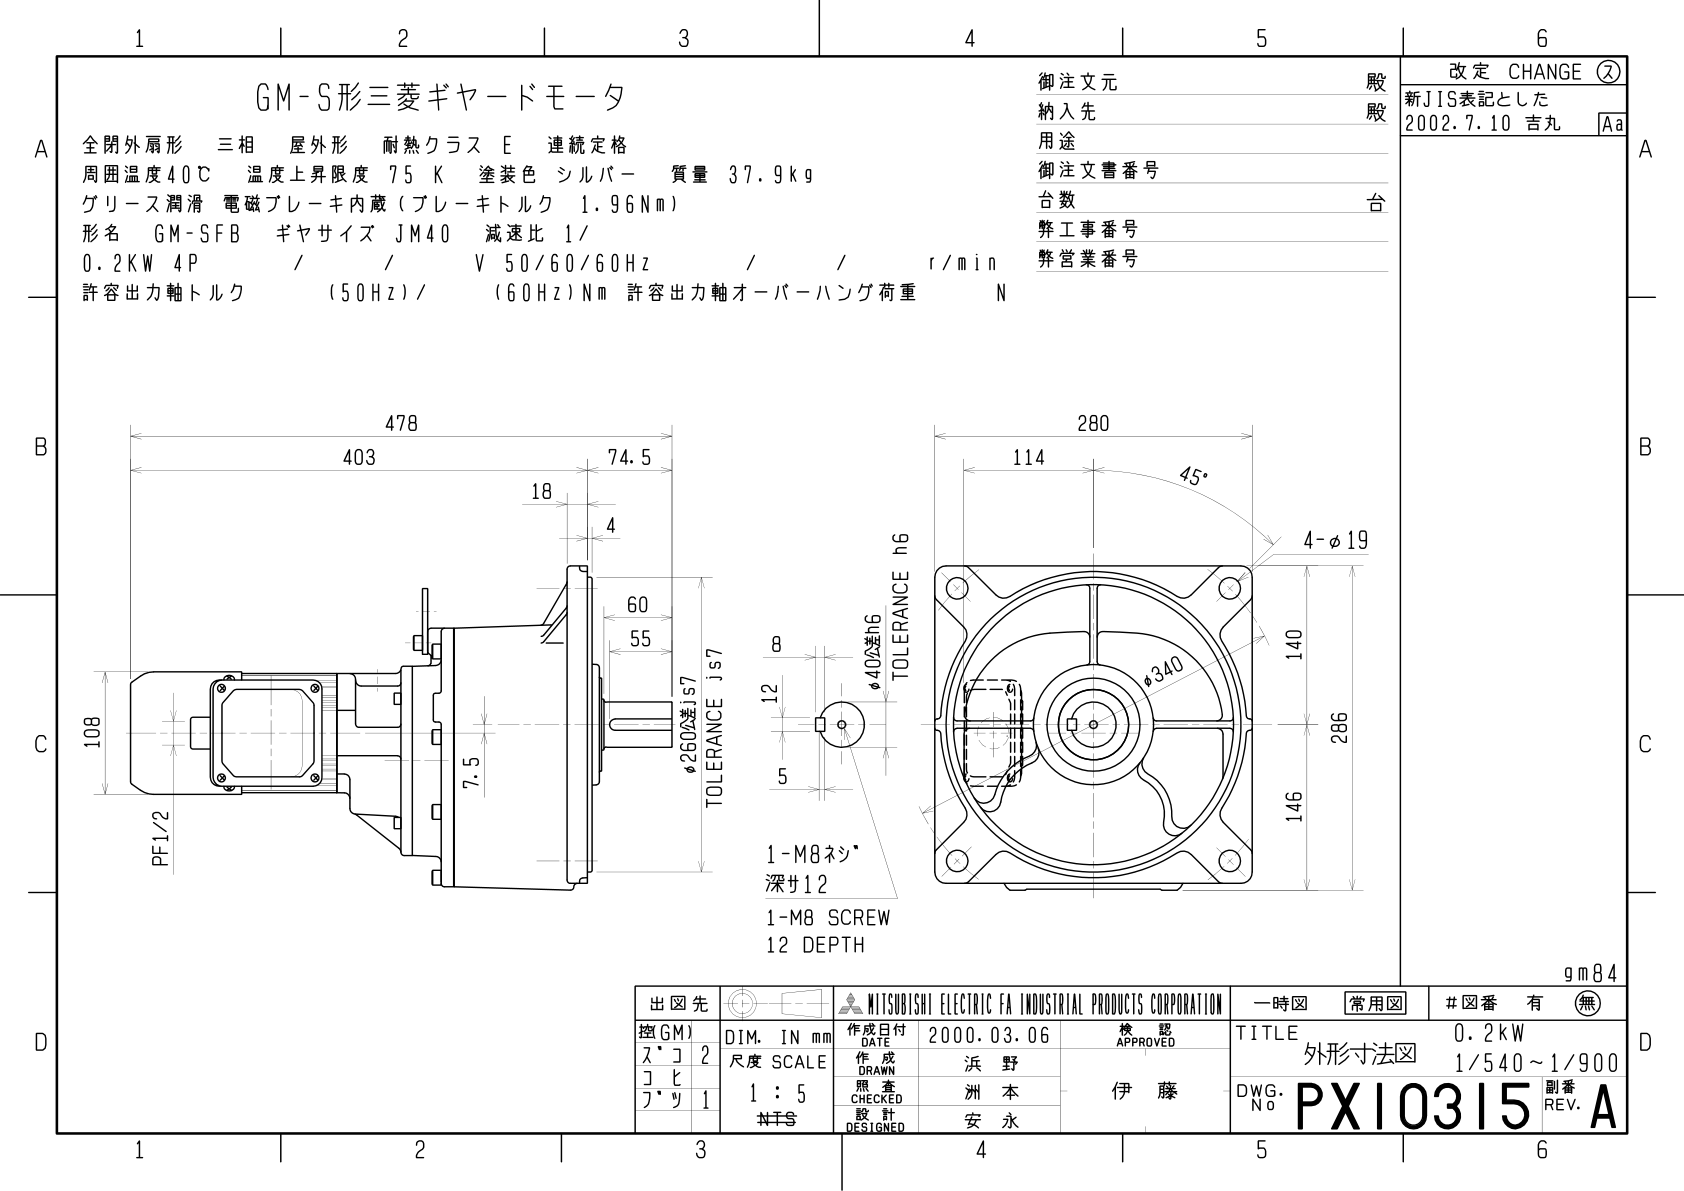 1 2 3 4 5 6
GM-S形三菱ギヤードモータ
全閉外扇形 三相 屋外形 耐熱クラス E 連続定格
周囲温度40℃ 温度上昇限度 75 K 塗装色 シルバー 質量 37.9kg
グリース潤滑 電磁ブレーキ内蔵(ブレーキトルク 1.96Nm)
形名 GM-SFB ギヤサイズ JM40 減速比 1/
0.2KW 4P / / V 50/60/60Hz / / r/min
許容出力軸トルク (50Hz)/ (60Hz)Nm 許容出力軸オーバーハング荷重 N
御注文元 殿
納入先 殿
用途
御注文書番号
台数 台
弊工事番号
弊営業番号
改定 CHANGE ス
新JIS表記とした
2002.7.10 吉丸 Aa
A A
B B
C C
D D
478
403 74.5
18
4
60
55
108
7.5
PF1/2
φ260公差js7
TOLERANCE js7
8
12
5
φ40公差h6
TOLERANCE h6
1-M8ネジ
深サ12
1-M8 SCREW
12 DEPTH
280
114
45°
4-φ19
φ340
140
286
146
gm84
出図先
控(GM)
ズコ 2
コヒ
ブツ 1
DIM. IN mm
尺度 SCALE
1 : 5
NTS
MITSUBISHI ELECTRIC FA INDUSTRIAL PRODUCTS CORPORATION
作成日付 DATE 2000.03.06
作成 DRAWN 浜野
照査 CHECKED 洲本
設計 DESIGNED 安永
検認 APPROVED
伊藤
一時図 常用図 #図番 有 無
TITLE 外形寸法図
0.2kW
1/540~1/900
DWG. No PX10315 副番 REV. A
1 2 3 4 5 6